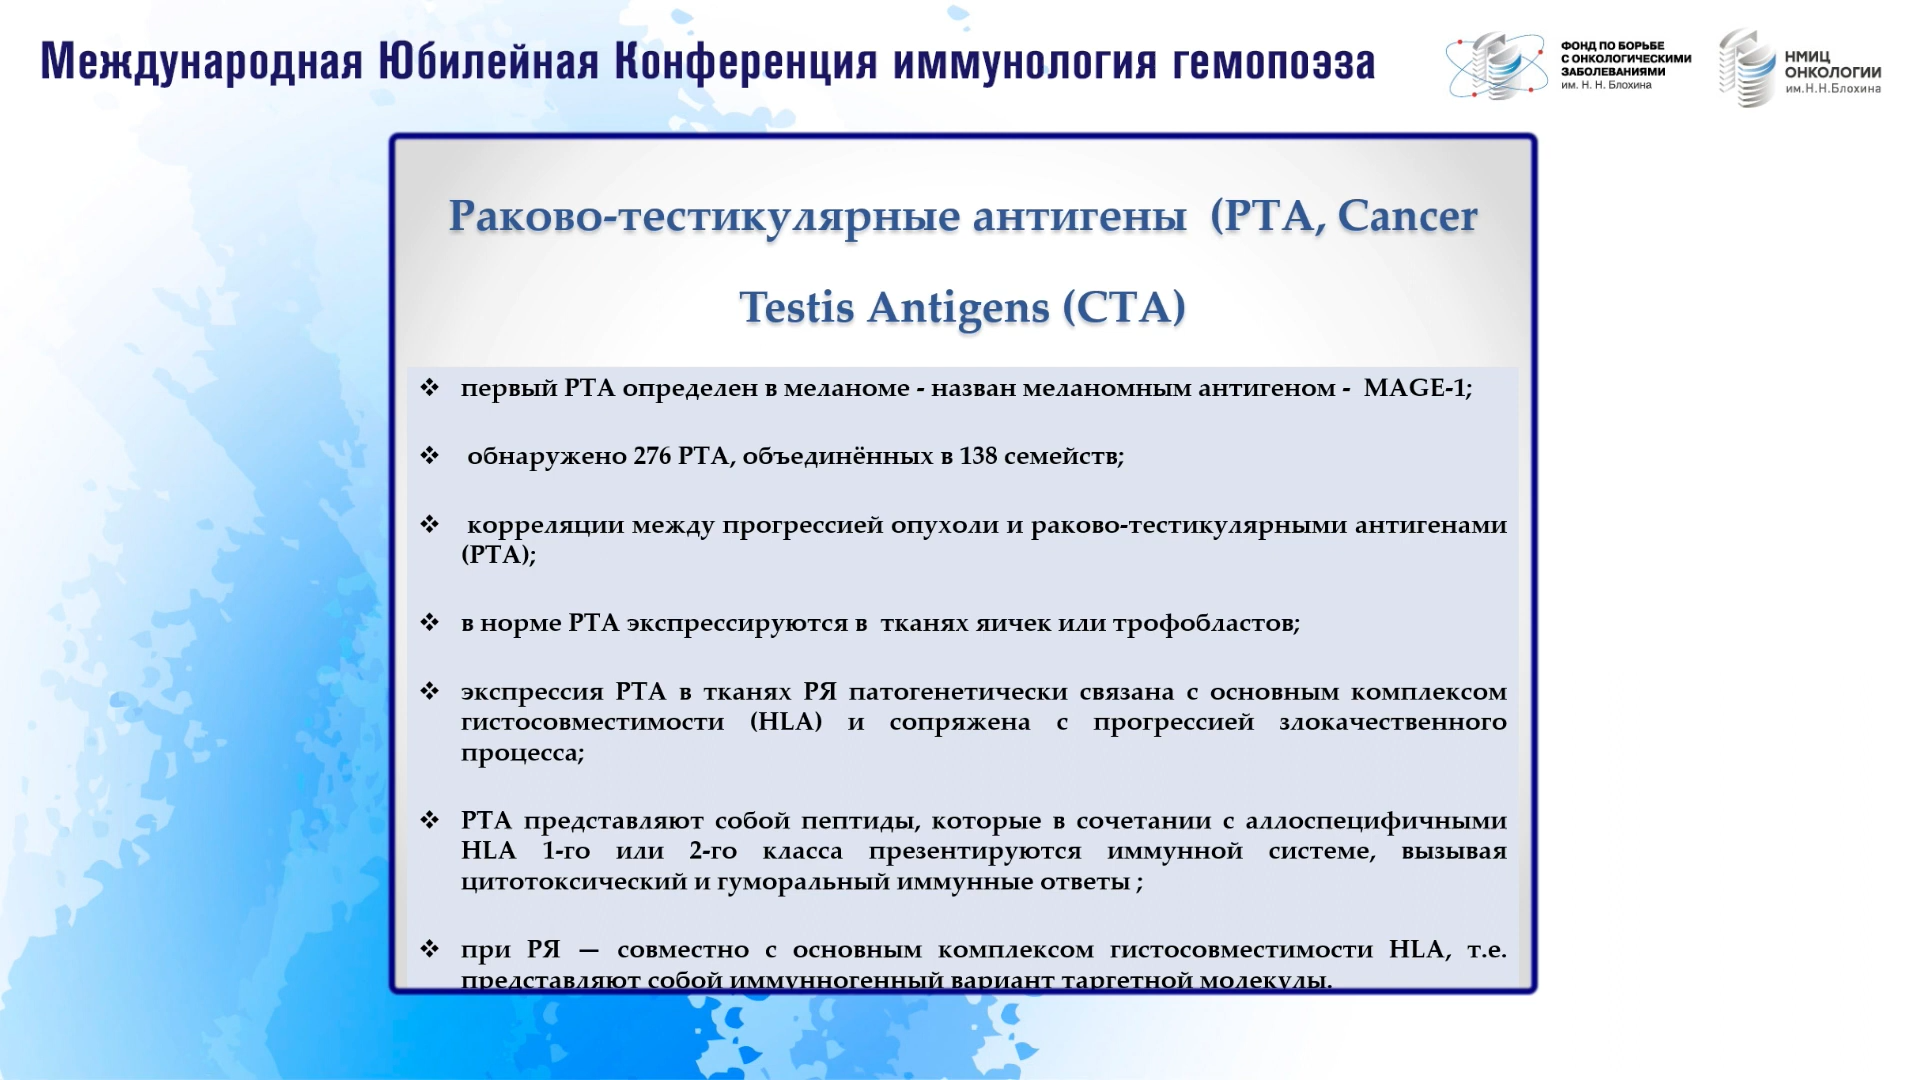 Международная Юбилейная Конференция иммунология гемопоэза
ФОНД ПО БОРЬБЕ
С ОНКОЛОГИЧЕСКИМИ
ЗАБОЛЕВАНИЯМИ
им. Н. Н. Блохина
НМИЦ
ОНКОЛОГИИ
им.Н.Н.Блохина
Раково-тестикулярные антигены (РТА, Cancer
Testis Antigens (СТА)
❖ первый РТА определен в меланоме - назван меланомным антигеном - MAGE-1;
❖ обнаружено 276 РТА, объединённых в 138 семейств;
❖ корреляции между прогрессией опухоли и раково-тестикулярными антигенами
(РТА);
❖ в норме РТА экспрессируются в тканях яичек или трофобластов;
❖ экспрессия РТА в тканях РЯ патогенетически связана с основным комплексом
гистосовместимости (HLA) и сопряжена с прогрессией злокачественного
процесса;
❖ РТА представляют собой пептиды, которые в сочетании с аллоспецифичными
HLA 1-го или 2-го класса презентируются иммунной системе, вызывая
цитотоксический и гуморальный иммунные ответы ;
❖ при РЯ — совместно с основным комплексом гистосовместимости HLA, т.е.
представляют собой иммунногенный вариант таргетной молекулы.